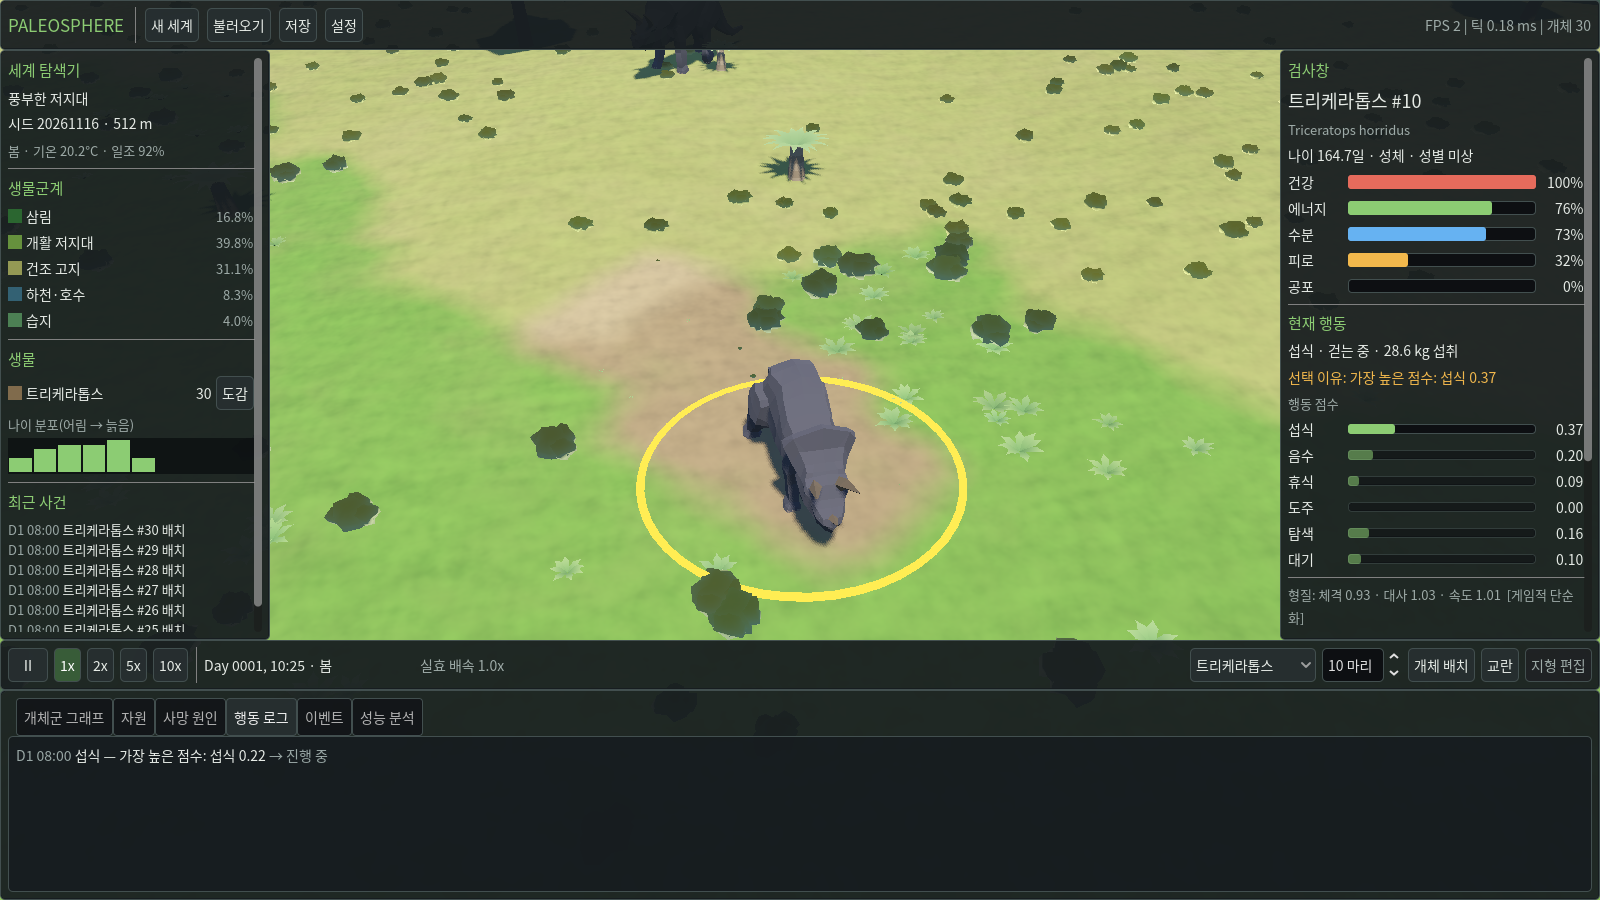 PALEOSPHERE 새 세계 불러오기 저장 설정 FPS 2 | 틱 0.18 ms | 개체 30
세계 탐색기
풍부한 저지대
시드 20261116 · 512 m
봄 · 기온 20.2°C · 일조 92%
생물군계
삼림 16.8%
개활 저지대 39.8%
건조 고지 31.1%
하천·호수 8.3%
습지 4.0%
생물
트리케라톱스 30 도감
나이 분포(어림 → 늙음)
최근 사건
D1 08:00 트리케라톱스 #30 배치
D1 08:00 트리케라톱스 #29 배치
D1 08:00 트리케라톱스 #28 배치
D1 08:00 트리케라톱스 #27 배치
D1 08:00 트리케라톱스 #26 배치
D1 08:00 트리케라톱스 #25 배치
검사창
트리케라톱스 #10
Triceratops horridus
나이 164.7일 · 성체 · 성별 미상
건강 100%
에너지 76%
수분 73%
피로 32%
공포 0%
현재 행동
섭식 · 걷는 중 · 28.6 kg 섭취
선택 이유: 가장 높은 점수: 섭식 0.37
행동 점수
섭식 0.37
음수 0.20
휴식 0.09
도주 0.00
탐색 0.16
대기 0.10
형질: 체격 0.93 · 대사 1.03 · 속도 1.01 [게임적 단순
화]
1x 2x 5x 10x Day 0001, 10:25 · 봄 실효 배속 1.0x 트리케라톱스 10 마리 개체 배치 교란 지형 편집
개체군 그래프 자원 사망 원인 행동 로그 이벤트 성능 분석
D1 08:00 섭식 — 가장 높은 점수: 섭식 0.22 → 진행 중